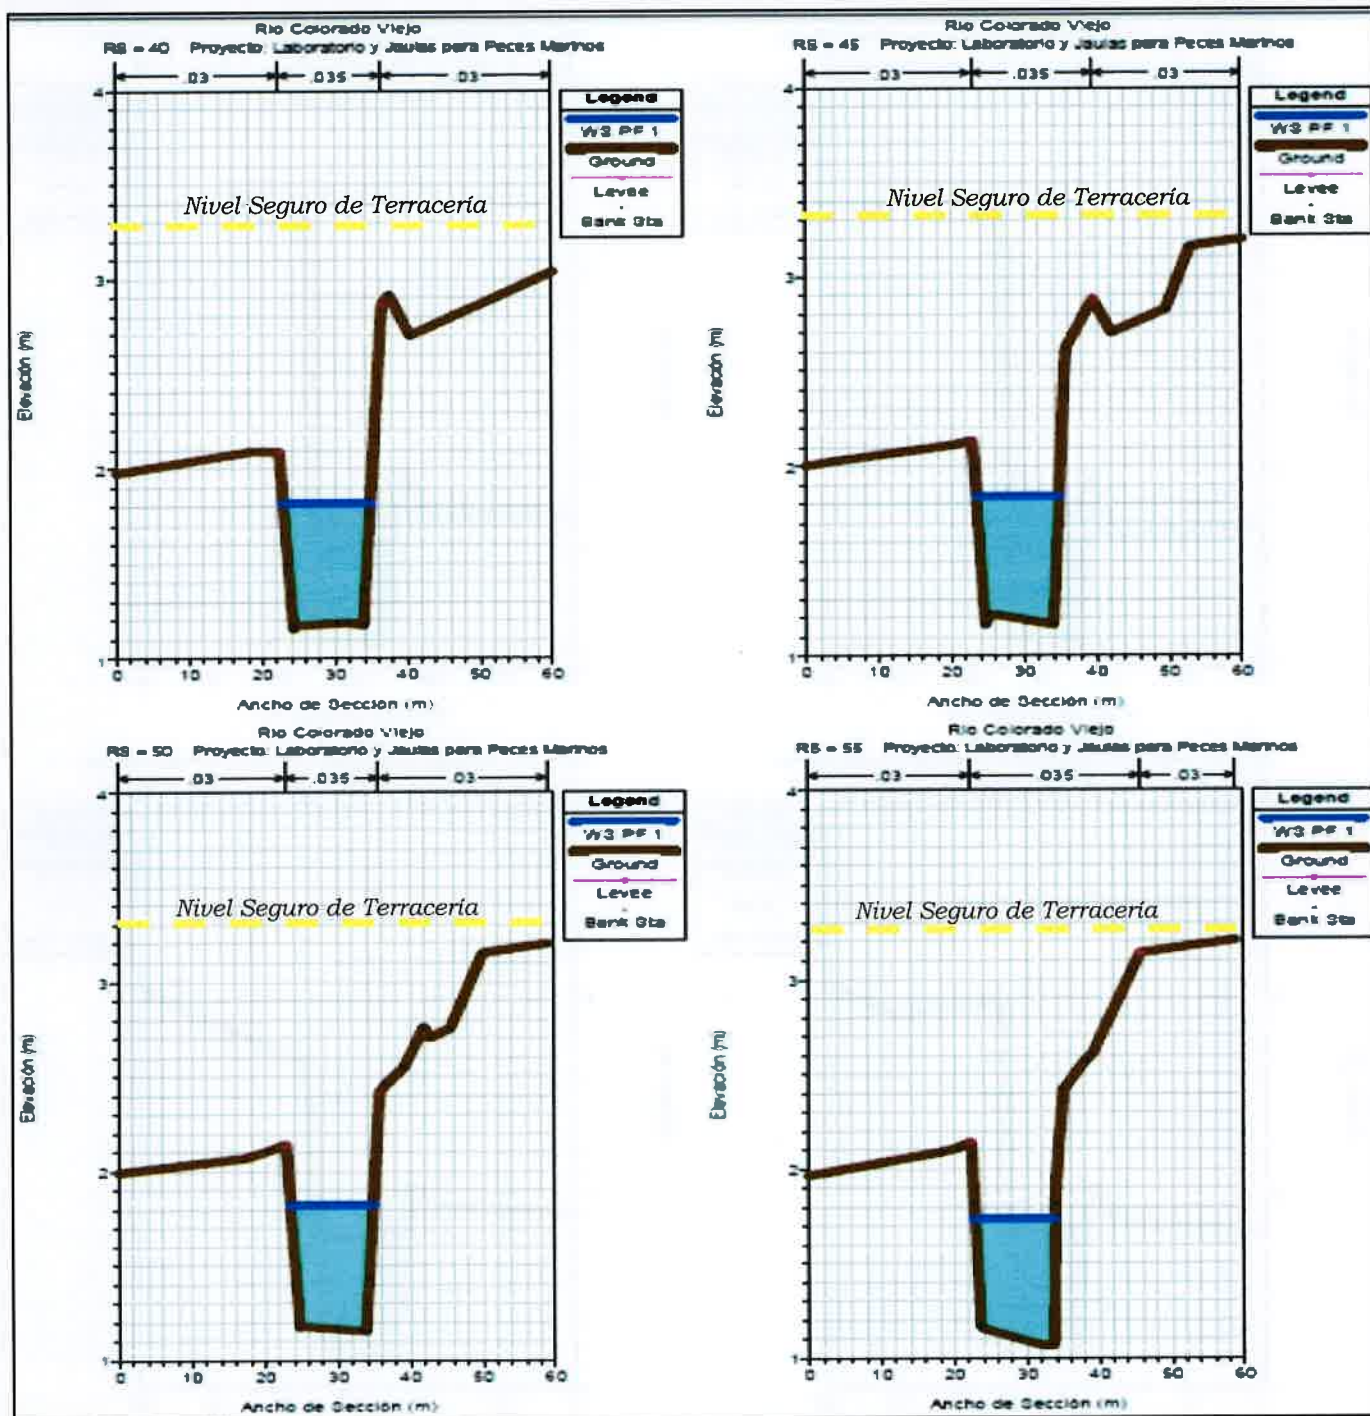 Rio Colorado Viejo
RS = 40 Proyecto: Laboratorio y Jaulas para Peces Marinos
.03 .035 .03
4
3
2
1
Nivel Seguro de Terracería
Elevación (m)
0 10 20 30 40 50 60
Ancho de Sección (m)
Legend
WS PF 1
Ground
Levee
Bank Sta
Rio Colorado Viejo
RS = 45 Proyecto: Laboratorio y Jaulas para Peces Marinos
.03 .035 .03
4
3
2
1
Nivel Seguro de Terracería
Elevación (m)
0 10 20 30 40 50 60
Ancho de Sección (m)
Legend
WS PF 1
Ground
Levee
Bank Sta
Rio Colorado Viejo
RS = 50 Proyecto: Laboratorio y Jaulas para Peces Marinos
.03 .035 .03
4
3
2
1
Nivel Seguro de Terracería
Elevación (m)
0 10 20 30 40 50 60
Ancho de Sección (m)
Legend
WS PF 1
Ground
Levee
Bank Sta
Rio Colorado Viejo
RS = 55 Proyecto: Laboratorio y Jaulas para Peces Marinos
.03 .035 .03
4
3
2
1
Nivel Seguro de Terracería
Elevación (m)
0 10 20 30 40 50 60
Ancho de Sección (m)
Legend
WS PF 1
Ground
Levee
Bank Sta